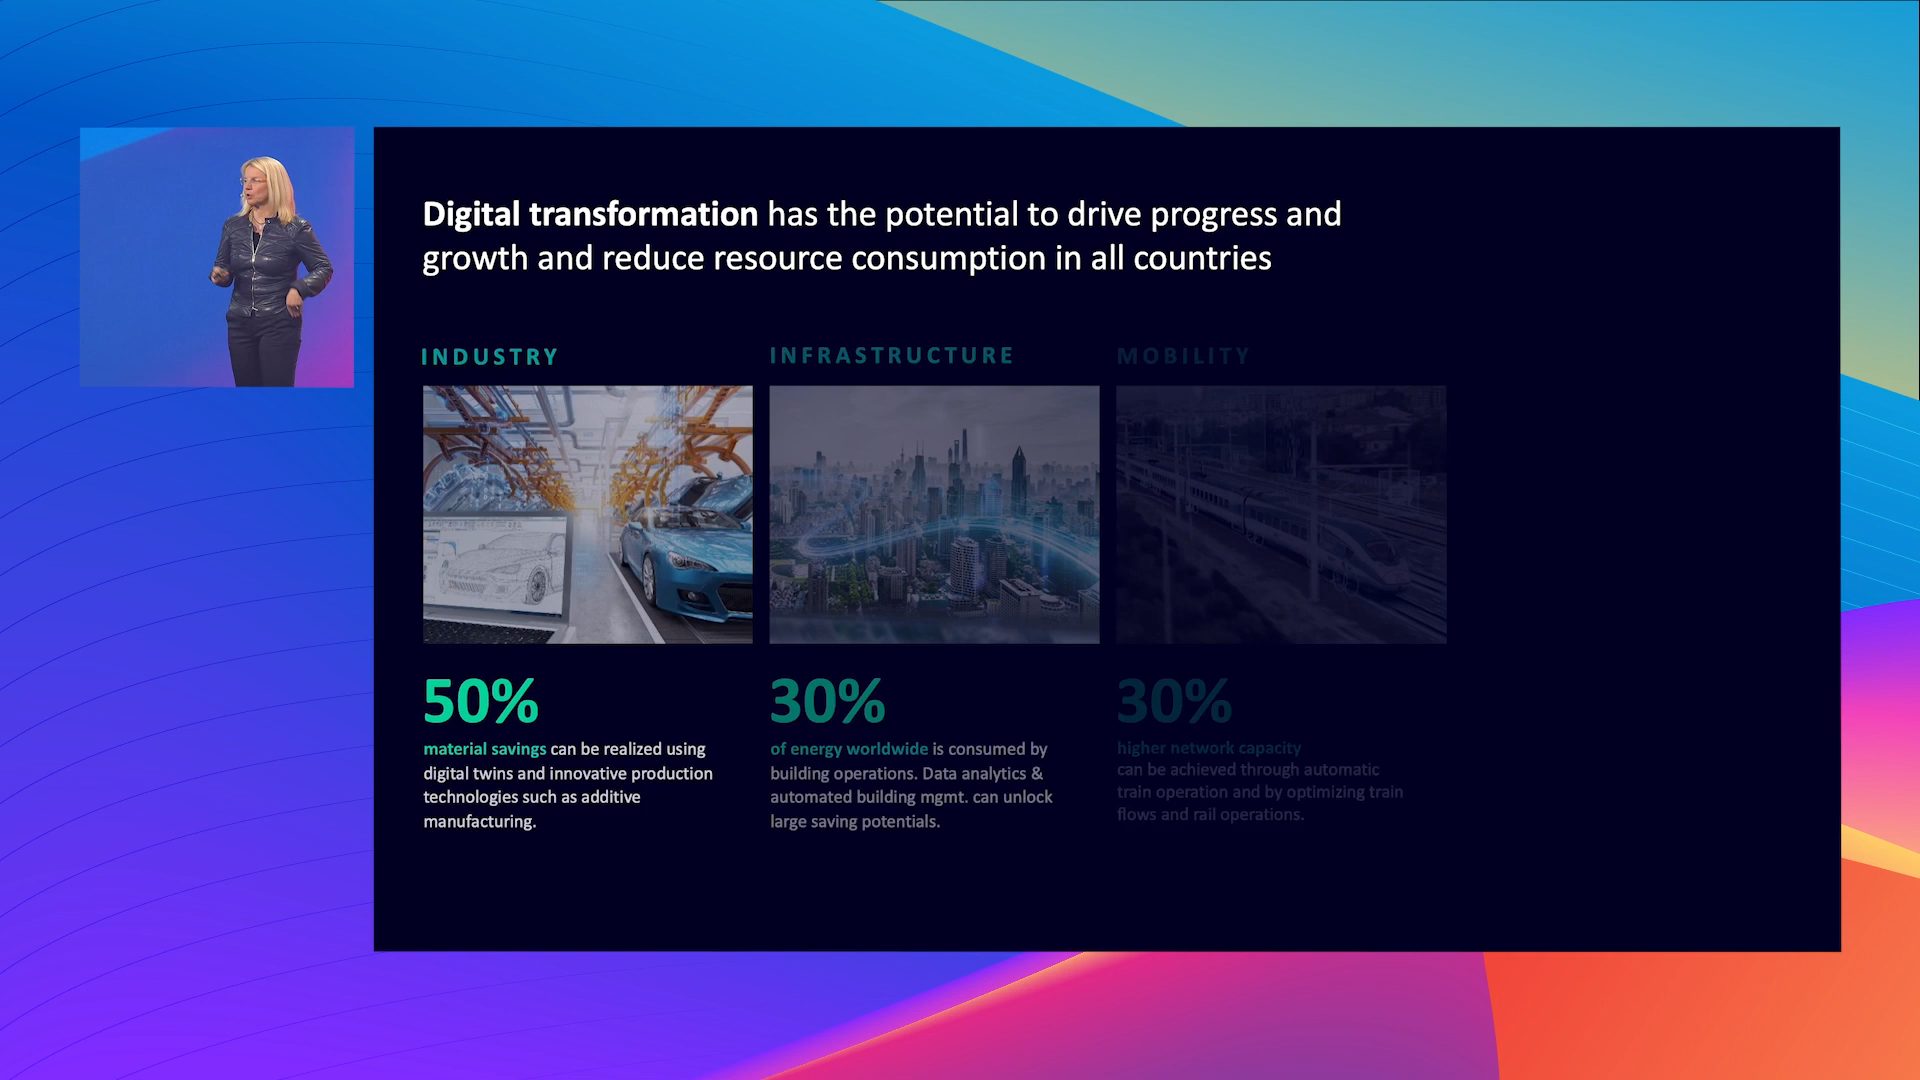 Digital transformation has the potential to drive progress and
growth and reduce resource consumption in all countries
INDUSTRY
50%
material savings can be realized using
digital twins and innovative production
technologies such as additive
manufacturing.
INFRASTRUCTURE
30%
of energy worldwide is consumed by
building operations. Data analytics &
automated building mgmt. can unlock
large saving potentials.
MOBILITY
30%
higher network capacity
can be achieved through automatic
train operation and by optimizing train
flows and rail operations.